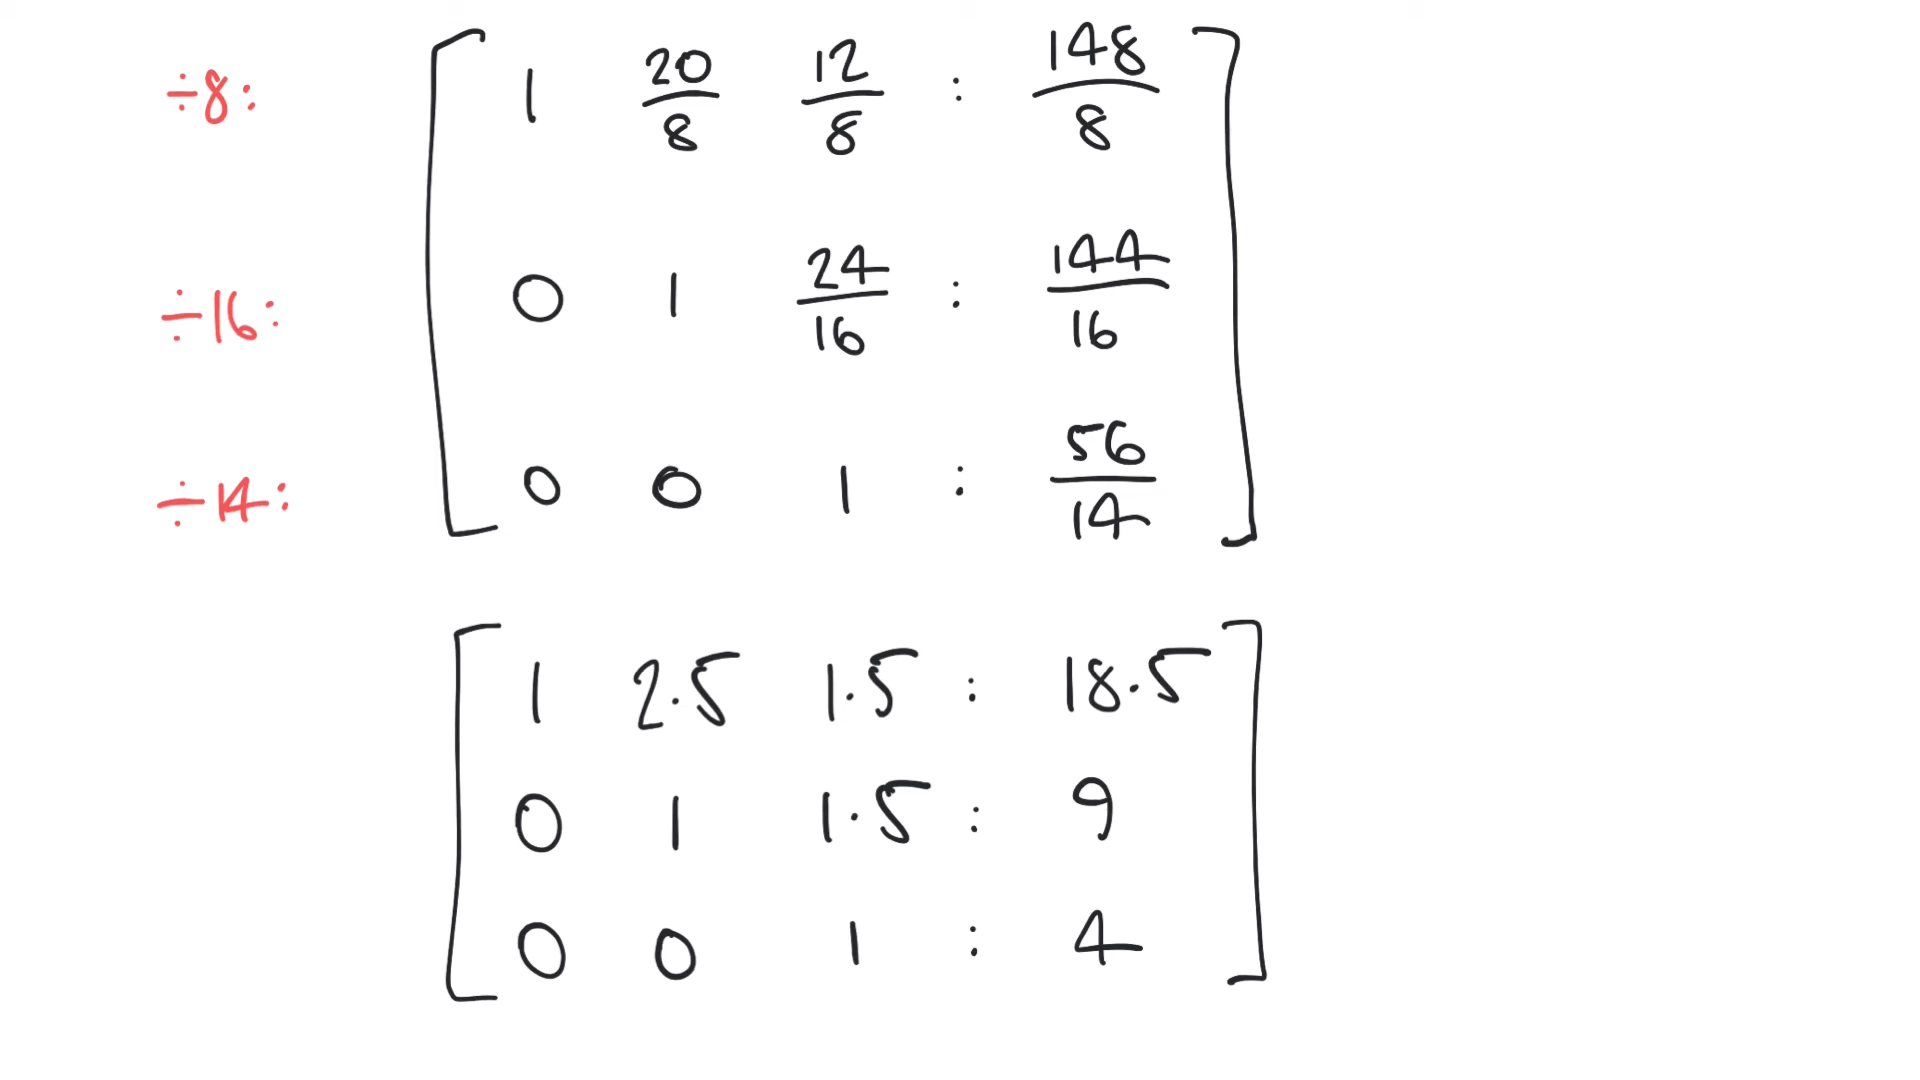 ÷8: [ 1 20/8 12/8 : 148/8 ]
÷16: [ 0 1 24/16 : 144/16 ]
÷14: [ 0 0 1 : 56/14 ]
[ 1 2.5 1.5 : 18.5 ]
[ 0 1 1.5 : 9 ]
[ 0 0 1 : 4 ]